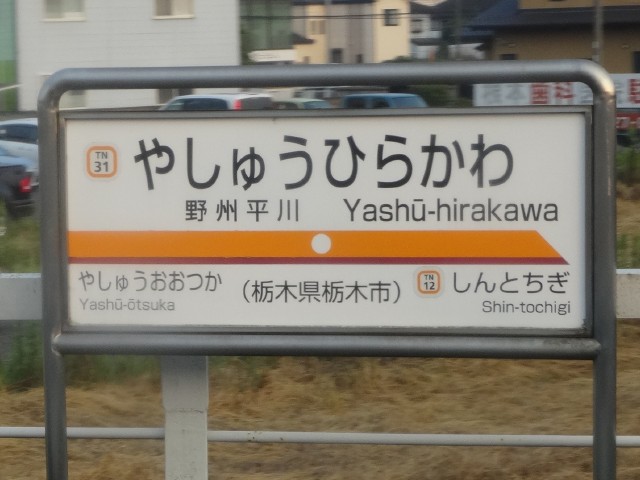 TN
31
やしゅうひらかわ
野州平川 Yashū-hirakawa
やしゅうおおつか
Yashū-ōtsuka
(栃木県栃木市)
TN
12
しんとちぎ
Shin-tochigi
歯科